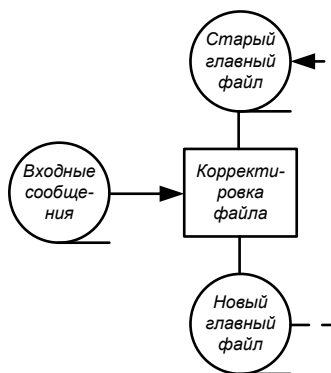 Старый
главный
файл
Входные
сообще-
ния
Корректи-
ровка
файла
Новый
главный
файл